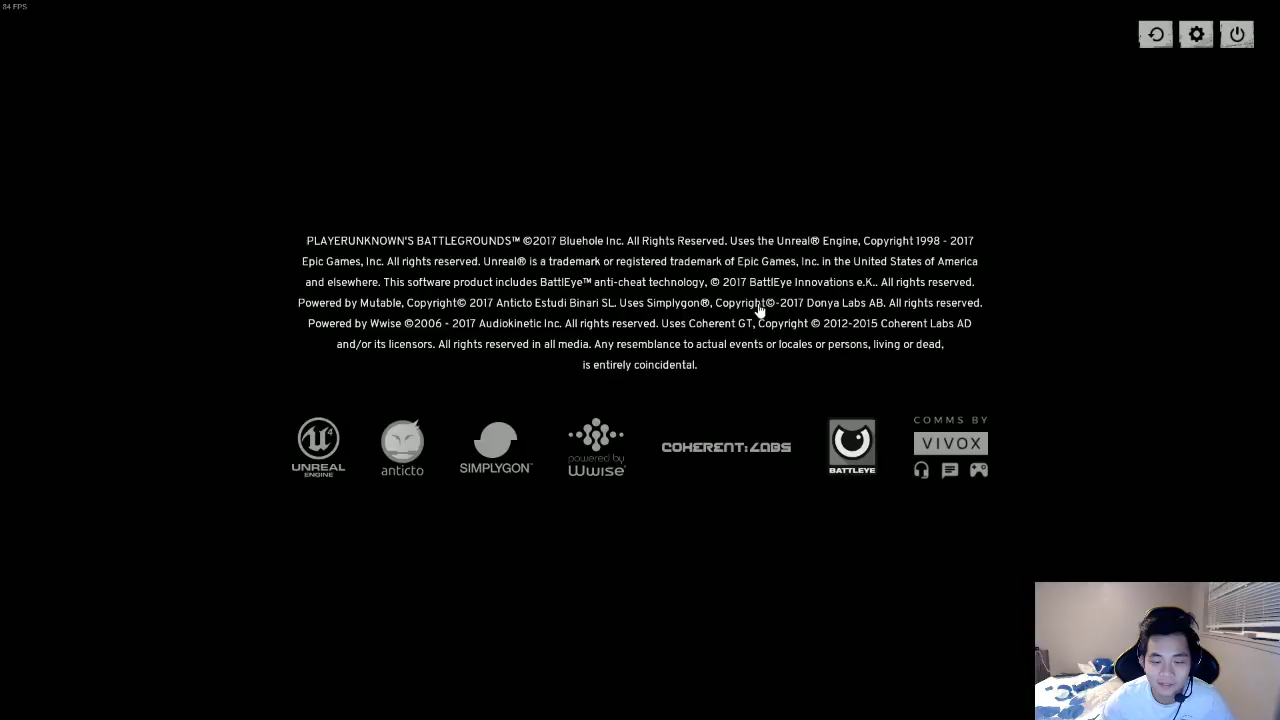 84 FPS
PLAYERUNKNOWN'S BATTLEGROUNDS™ ©2017 Bluehole Inc. All Rights Reserved. Uses the Unreal® Engine, Copyright 1998 - 2017
Epic Games, Inc. All rights reserved. Unreal® is a trademark or registered trademark of Epic Games, Inc. in the United States of America
and elsewhere. This software product includes BattlEye™ anti-cheat technology, © 2017 BattlEye Innovations e.K.. All rights reserved.
Powered by Mutable, Copyright© 2017 Anticto Estudi Binari SL. Uses Simplygon®, Copyright©-2017 Donya Labs AB. All rights reserved.
Powered by Wwise ©2006 - 2017 Audiokinetic Inc. All rights reserved. Uses Coherent GT, Copyright © 2012-2015 Coherent Labs AD
and/or its licensors. All rights reserved in all media. Any resemblance to actual events or locales or persons, living or dead,
is entirely coincidental.
UNREAL
ENGINE
4
anticto
SIMPLYGON™
powered by
wwise
COHERENT:LABS
BATTLEYE
COMMS BY
VIVOX